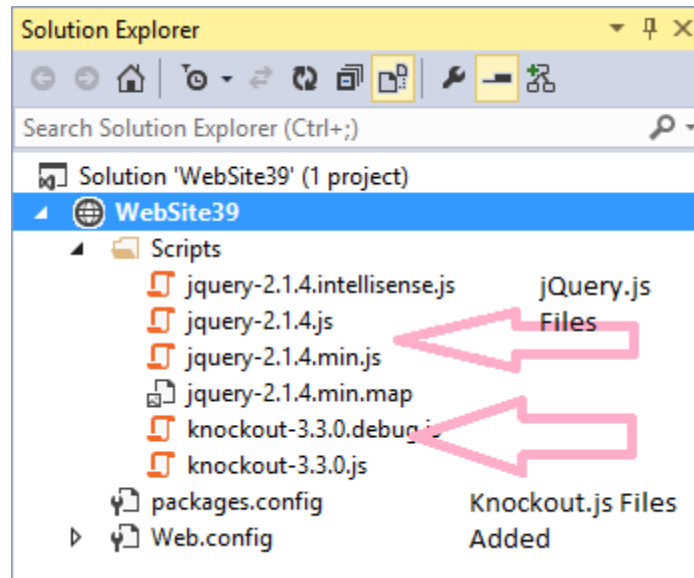 Solution Explorer
Search Solution Explorer (Ctrl+;)
Solution 'WebSite39' (1 project)
WebSite39
Scripts
jquery-2.1.4.intellisense.js
jQuery.js
jquery-2.1.4.js
Files
jquery-2.1.4.min.js
jquery-2.1.4.min.map
knockout-3.3.0.debug.js
knockout-3.3.0.js
packages.config
Knockout.js Files
Web.config
Added